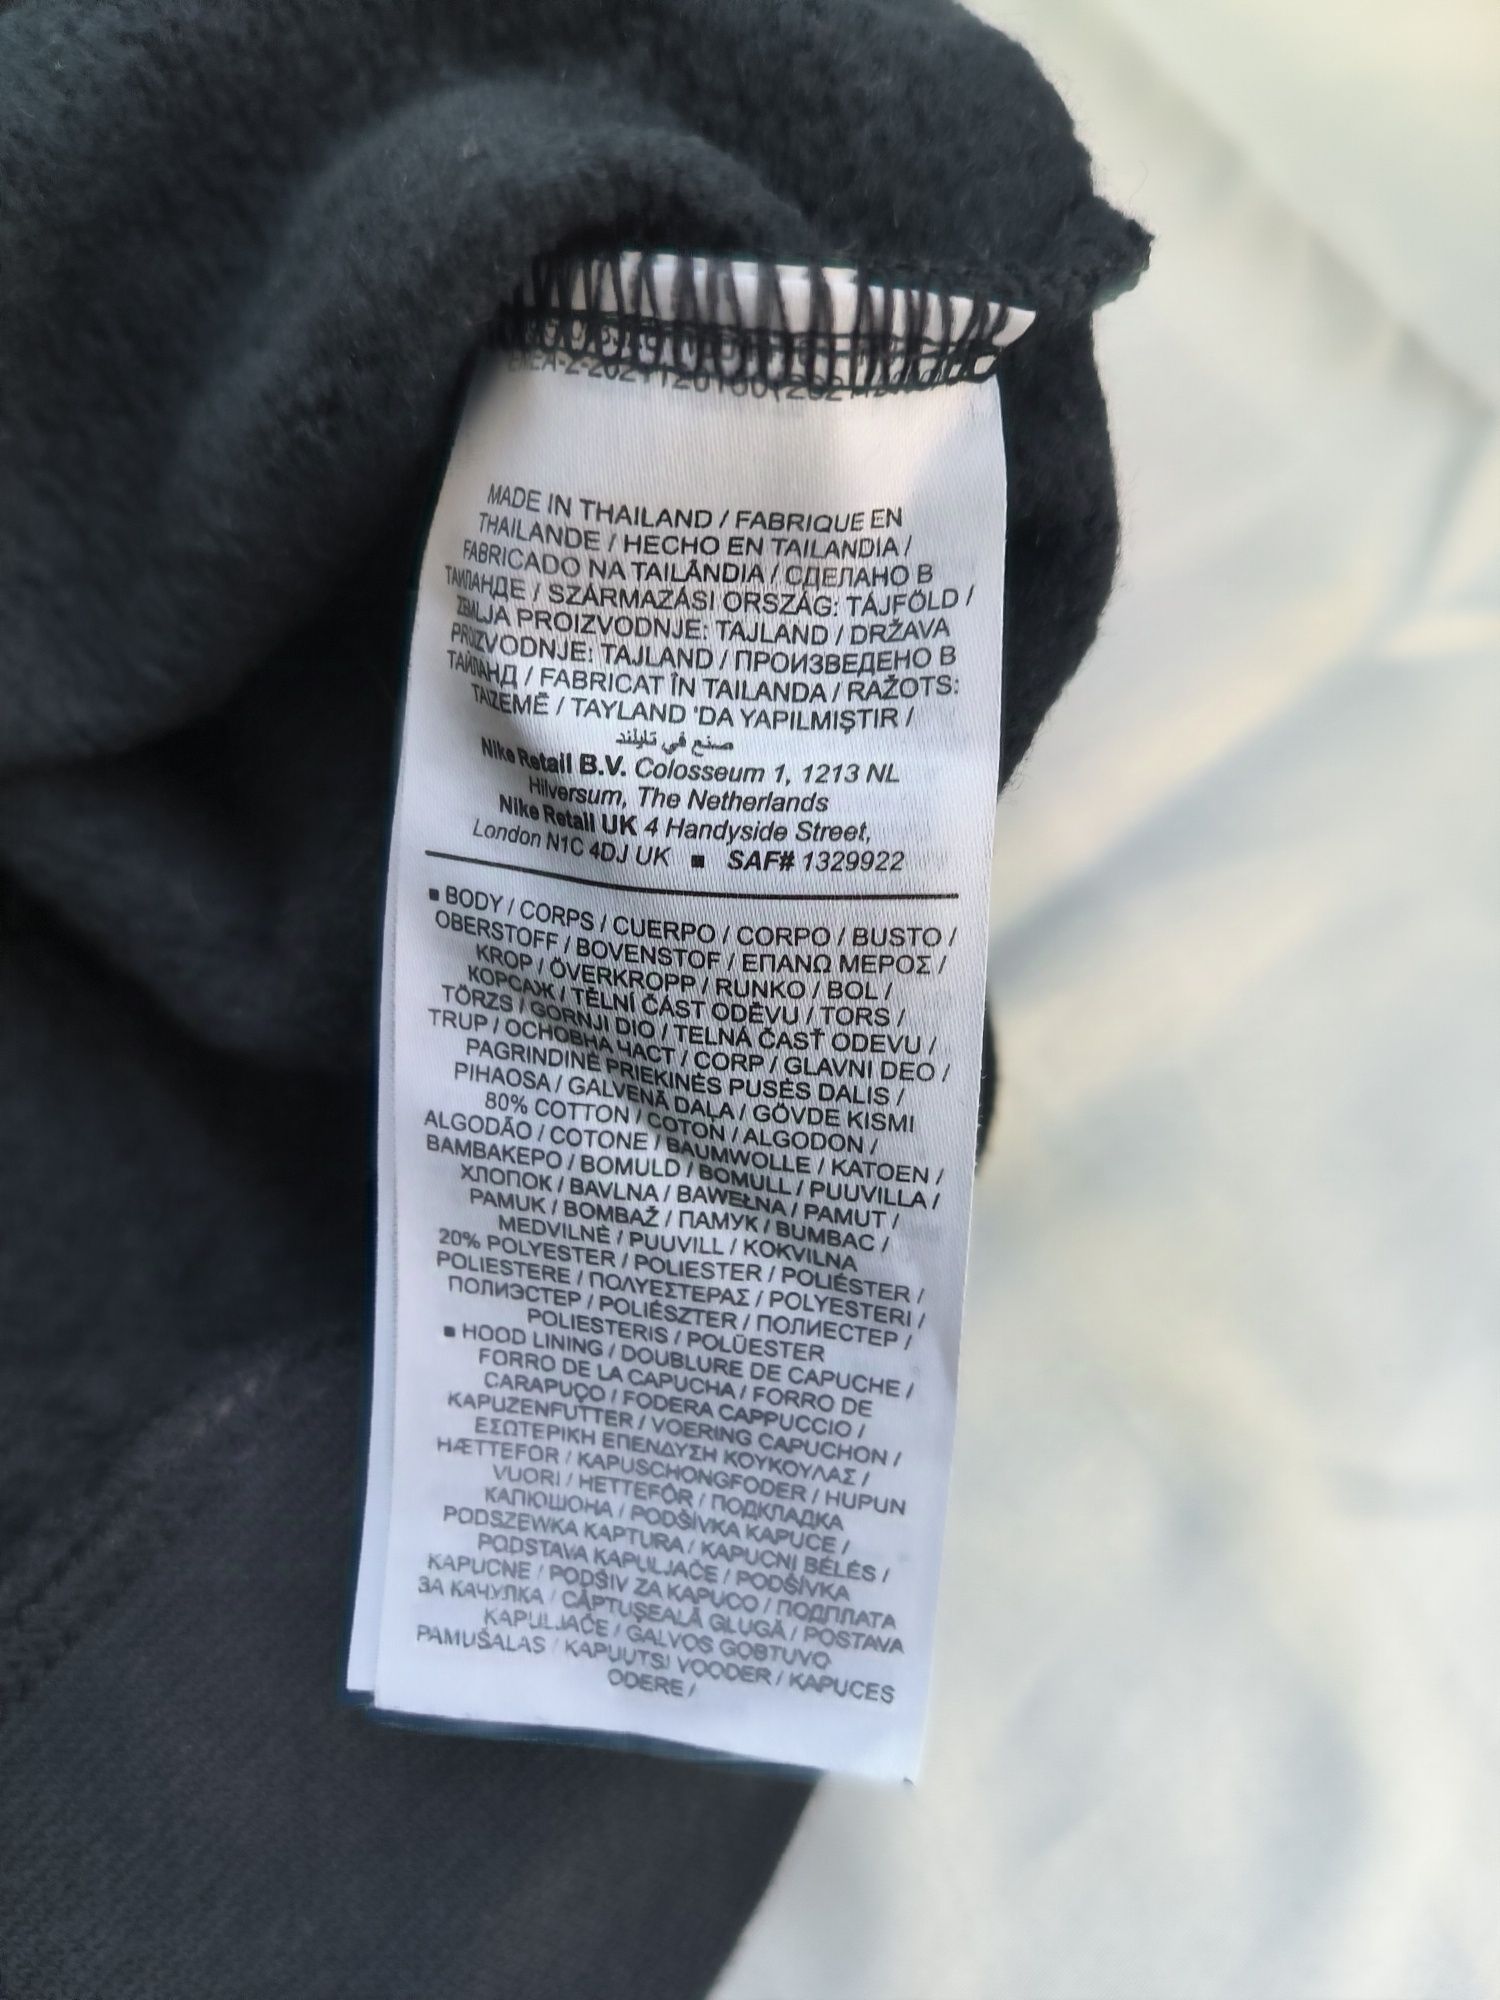 MADE IN THAILAND / FABRIQUE EN
THAILANDE / HECHO EN TAILANDIA /
FABRICADO NA TAILÂNDIA / СДЕЛАНО В
ТАИЛАНДЕ / SZÁRMAZÁSI ORSZÁG: TÁJFÖLD /
ZEMLJA PROIZVODNJE: TAJLAND / DRŽAVA
PROIZVODNJE: TAJLAND / ПРОИЗВЕДЕНО В
ТАЙЛАНД / FABRICAT ÎN TAILANDA / RAŽOTS:
TAIZEMĒ / TAYLAND 'DA YAPILMIŞTIR /
صنع في تايلند
Nike Retail B.V. Colosseum 1, 1213 NL
Hilversum, The Netherlands
Nike Retail UK 4 Handyside Street,
London N1C 4DJ UK ■ SAF# 1329922
■ BODY / CORPS / CUERPO / CORPO / BUSTO /
OBERSTOFF / BOVENSTOF / ΕΠΑΝΩ ΜΕΡΟΣ /
KROP / ÖVERKROPP / RUNKO / BOL /
КОРСАЖ / TĚLNÍ ČÁST ODĚVU / TORS /
TÖRZS / GORNJI DIO / TELNÁ ČASŤ ODEVU /
TRUP / ОСНОВНА ЧАСТ / CORP / GLAVNI DEO /
PAGRINDINĖ PRIEKINĖS PUSĖS DALIS /
PIHAOSA / GALVENĀ DAĻA / GÖVDE KISMI
80% COTTON / COTON / ALGODON /
ALGODÃO / COTONE / BAUMWOLLE / KATOEN /
ΒΑΜΒΑΚΕΡΟ / BOMULD / BOMULL / PUUVILLA /
ХЛОПОК / BAVLNA / BAWEŁNA / PAMUT /
PAMUK / BOMBAŽ / ПАМУК / BUMBAC /
MEDVILNĖ / PUUVILL / KOKVILNA
20% POLYESTER / POLIESTER / POLIÉSTER /
POLIESTERE / ΠΟΛΥΕΣΤΕΡΑΣ / POLYESTERI /
ПОЛИЭСТЕР / POLIÉSZTER / ПОЛИЕСТЕР /
POLIESTERIS / POLÜESTER
■ HOOD LINING / DOUBLURE DE CAPUCHE /
FORRO DE LA CAPUCHA / FORRO DE
CARAPUÇO / FODERA CAPPUCCIO /
KAPUZENFUTTER / VOERING CAPUCHON /
ΕΣΩΤΕΡΙΚΗ ΕΠΕΝΔΥΣΗ ΚΟΥΚΟΥΛΑΣ /
HÆTTEFOR / KAPUSCHONGFODER / HUPUN
VUORI / HETTEFÔR / ПОДКЛАДКА
КАПЮШОНА / PODŠÍVKA KAPUCE /
PODSZEWKA KAPTURA / KAPUCNI BÉLÉS /
PODSTAVA KAPULJAČE / PODŠÍVKA
KAPUCNE / PODŠIV ZA KAPUCO / ПОДПЛАТА
ЗА КАЧУЛКА / CĂPTUȘEALĂ GLUGĂ / POSTAVA
KAPULJAČE / GALVOS GOBTUVO
PAMUŠALAS / KAPUUTSI VOODER / KAPUCES
ODERE /